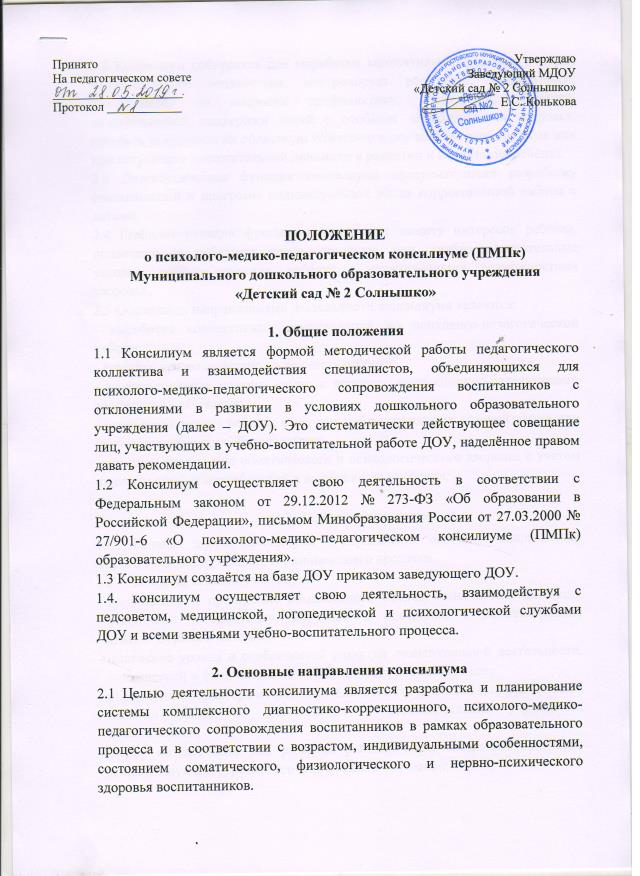 Принято
На педагогическом совете
от 28.05.2019г.
Протокол №8
Утверждаю
Заведующий МДОУ
«Детский сад № 2 Солнышко»
Е.С. Конькова
«Детский
сад №2
Солнышко»
ПОЛОЖЕНИЕ
о психолого-медико-педагогическом консилиуме (ПМПк)
Муниципального дошкольного образовательного учреждения
«Детский сад № 2 Солнышко»
1. Общие положения
1.1 Консилиум является формой методической работы педагогического
коллектива и взаимодействия специалистов, объединяющихся для
психолого-медико-педагогического сопровождения воспитанников с
отклонениями в развитии в условиях дошкольного образовательного
учреждения (далее – ДОУ). Это систематически действующее совещание
лиц, участвующих в учебно-воспитательной работе ДОУ, наделённое правом
давать рекомендации.
1.2 Консилиум осуществляет свою деятельность в соответствии с
Федеральным законом от 29.12.2012 № 273-ФЗ «Об образовании в
Российской Федерации», письмом Минобразования России от 27.03.2000 №
27/901-6 «О психолого-медико-педагогическом консилиуме (ПМПк)
образовательного учреждения».
1.3 Консилиум создаётся на базе ДОУ приказом заведующего ДОУ.
1.4. консилиум осуществляет свою деятельность, взаимодействуя с
педсоветом, медицинской, логопедической и психологической службами
ДОУ и всеми звеньями учебно-воспитательного процесса.
2. Основные направления консилиума
2.1 Целью деятельности консилиума является разработка и планирование
системы комплексного диагностико-коррекционного, психолого-медико-
педагогического сопровождения воспитанников в рамках образовательного
процесса и в соответствии с возрастом, индивидуальными особенностями,
состоянием соматического, физиологического и нервно-психического
здоровья воспитанников.